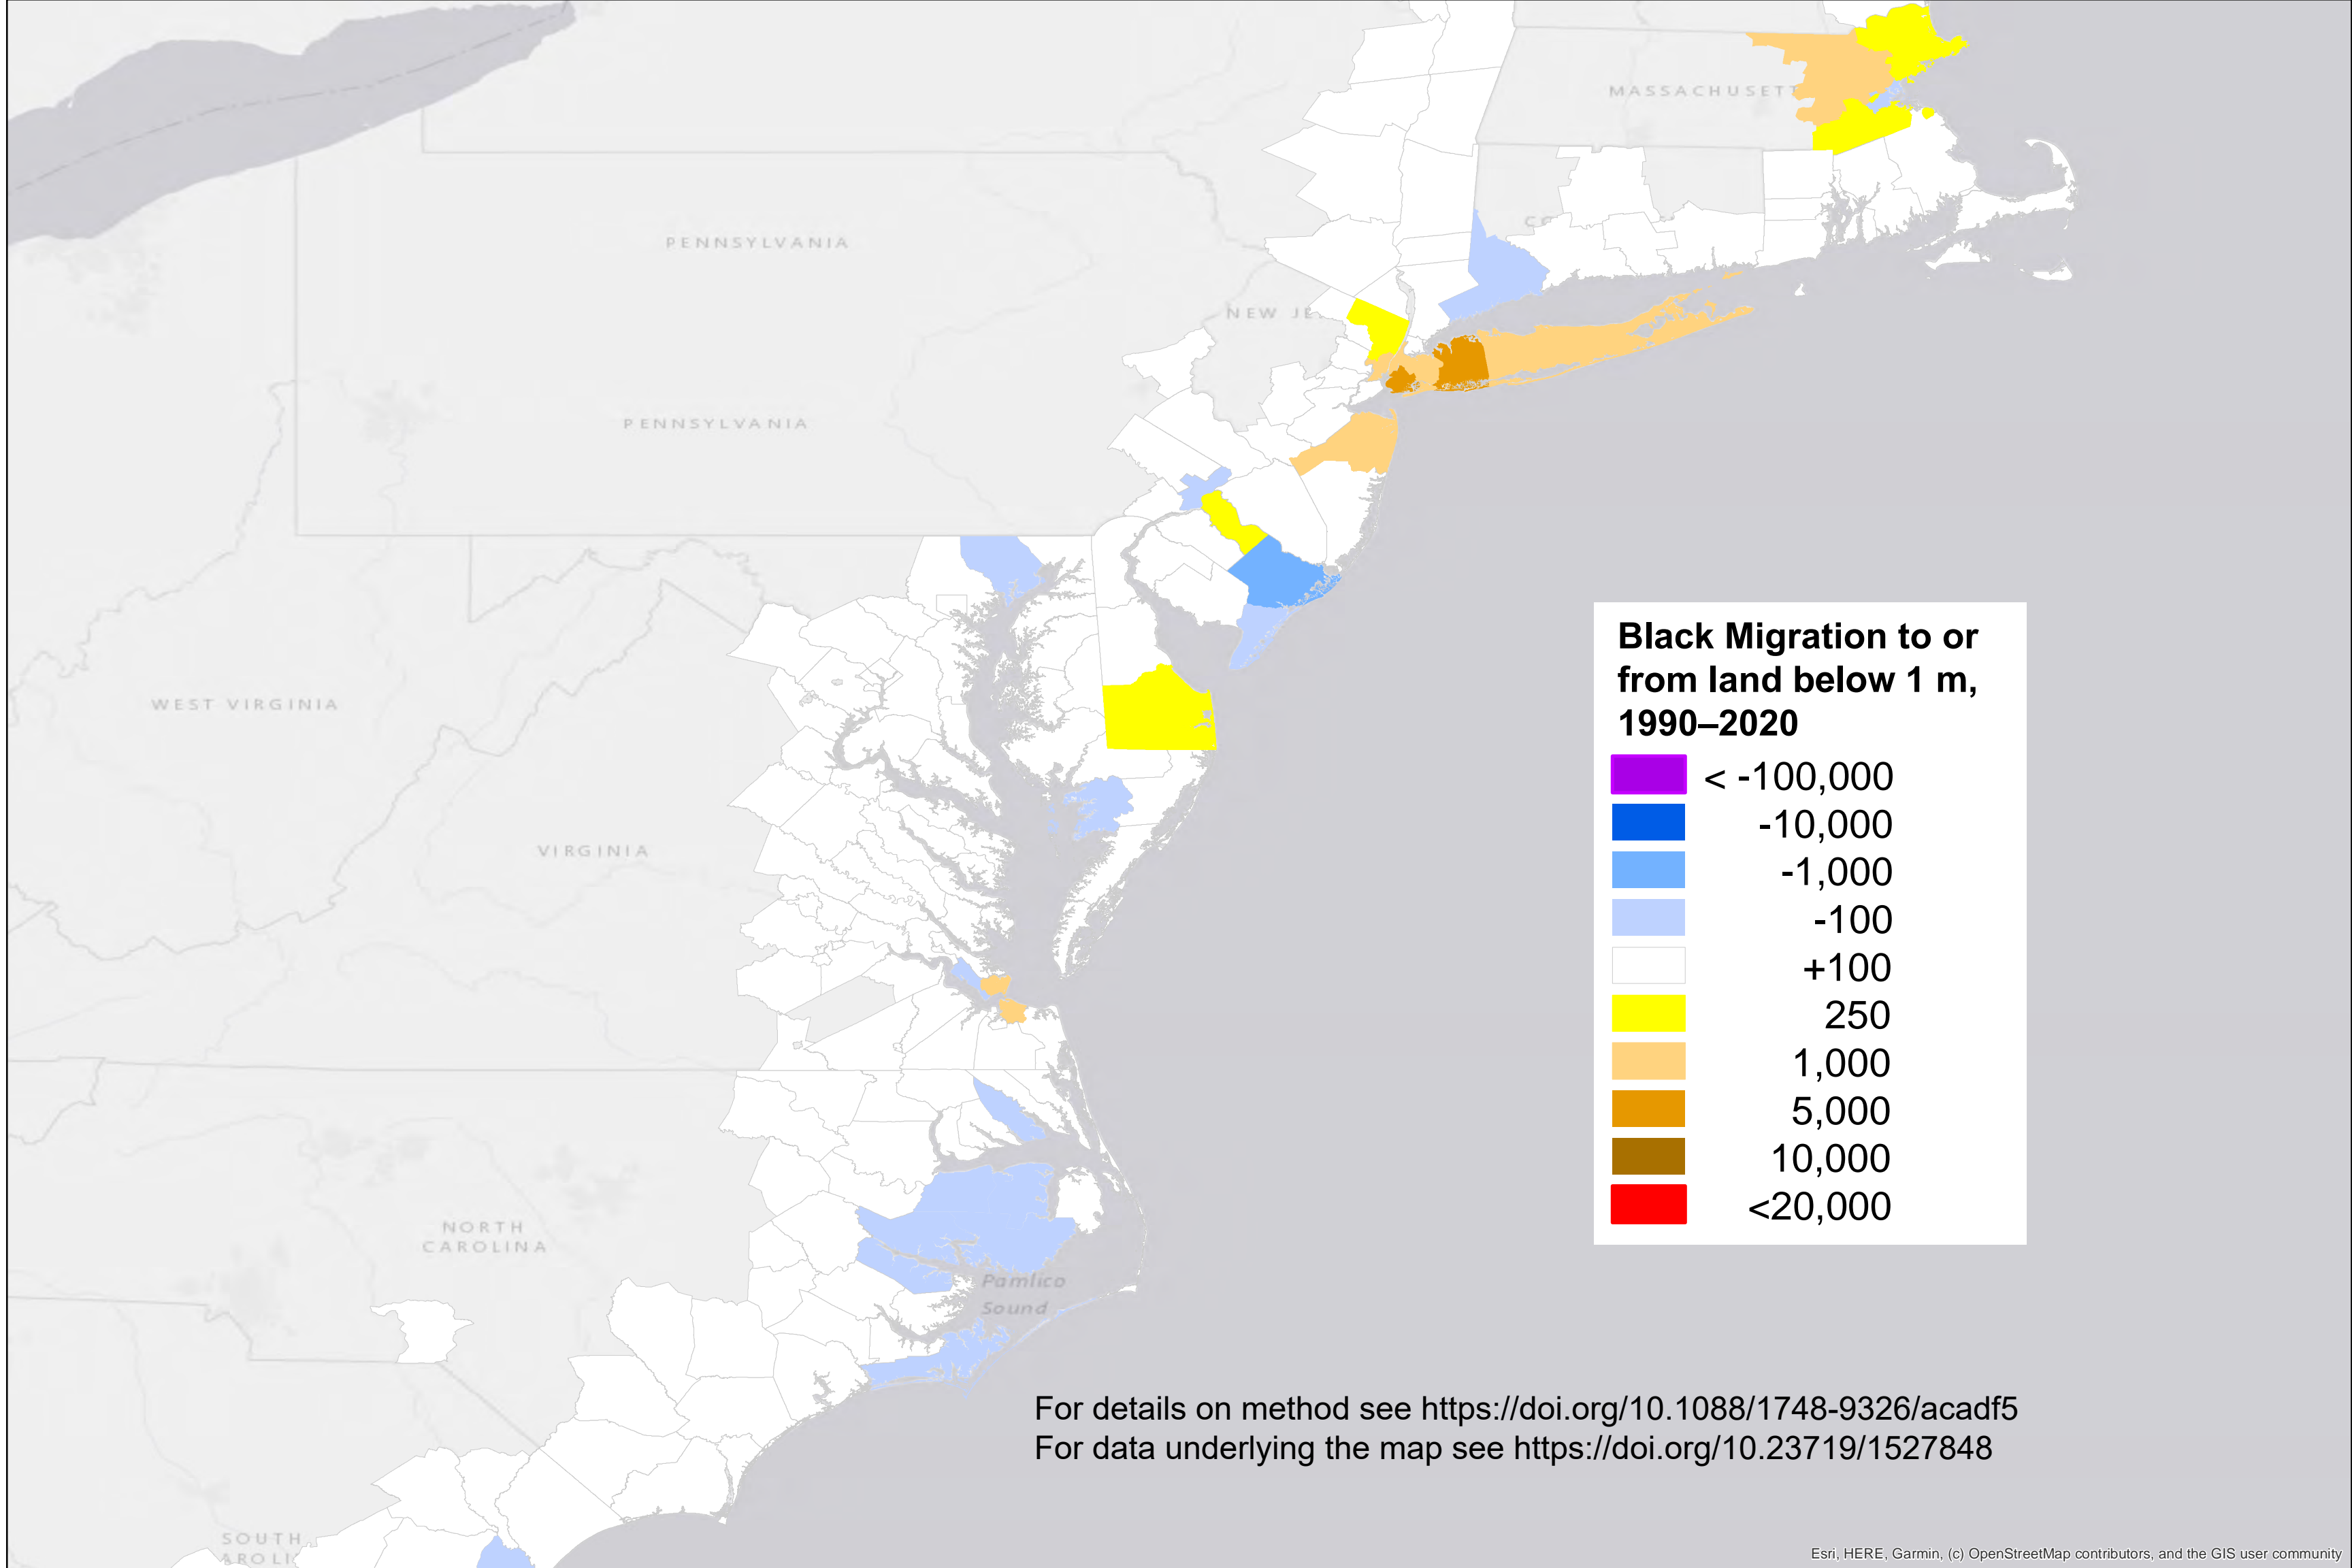 MASSACHUSETT
PENNSYLVANIA
NEW JE
PENNSYLVANIA
WEST VIRGINIA
VIRGINIA
NORTH
CAROLINA
Pamlico
Sound
SOUTH
AROLI
Black Migration to or
from land below 1 m,
1990–2020
< -100,000
-10,000
-1,000
-100
+100
250
1,000
5,000
10,000
<20,000
For details on method see https://doi.org/10.1088/1748-9326/acadf5
For data underlying the map see https://doi.org/10.23719/1527848
Esri, HERE, Garmin, (c) OpenStreetMap contributors, and the GIS user community